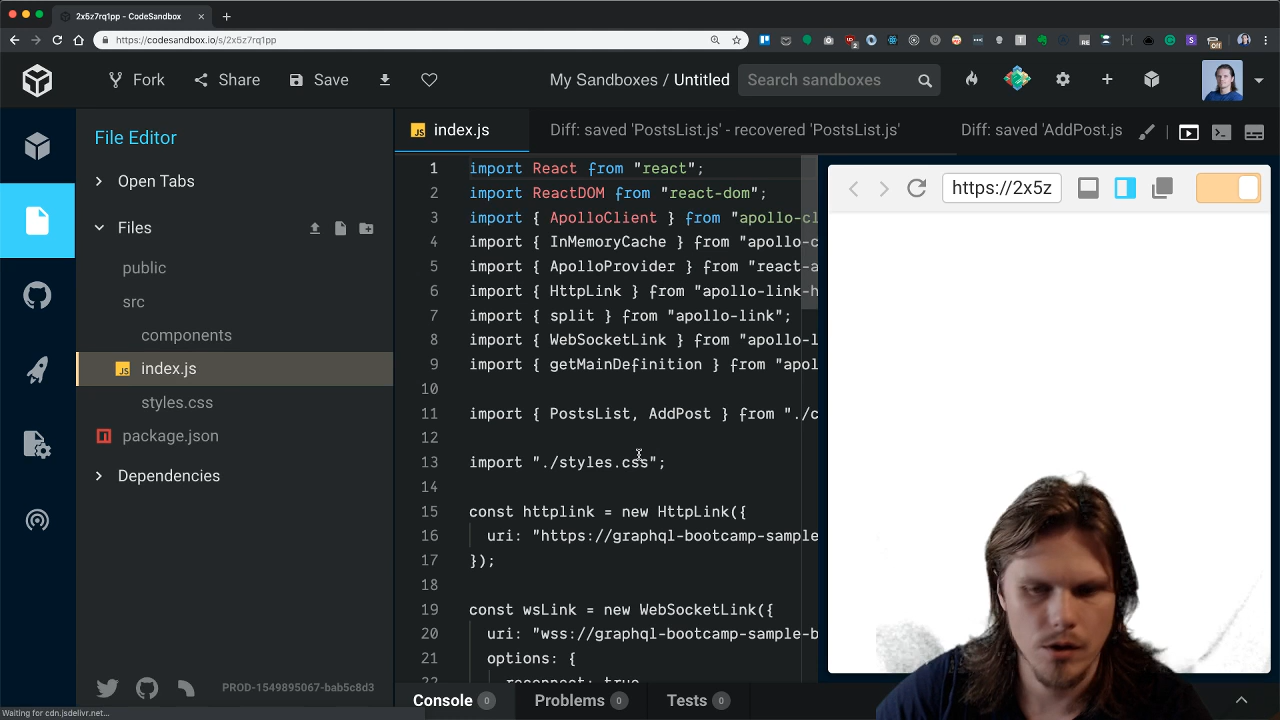 2x5z7rq1pp - CodeSandbox
https://codesandbox.io/s/2x5z7rq1pp
Fork
Share
Save
My Sandboxes / Untitled
Search sandboxes
File Editor
Open Tabs
Files
public
src
components
JS index.js
styles.css
package.json
Dependencies
PROD-1549895067-bab5c8d3
Waiting for cdn.jsdelivr.net...
JS index.js
Diff: saved 'PostsList.js' - recovered 'PostsList.js'
Diff: saved 'AddPost.js
1 import React from "react";
2 import ReactDOM from "react-dom";
3 import { ApolloClient } from "apollo-cl
4 import { InMemoryCache } from "apollo-c
5 import { ApolloProvider } from "react-a
6 import { HttpLink } from "apollo-link-h
7 import { split } from "apollo-link";
8 import { WebSocketLink } from "apollo-l
9 import { getMainDefinition } from "apol
10
11 import { PostsList, AddPost } from "./c
12
13 import "./styles.css";
14
15 const httplink = new HttpLink({
16 uri: "https://graphql-bootcamp-sample
17 });
18
19 const wsLink = new WebSocketLink({
20 uri: "wss://graphql-bootcamp-sample-b
21 options: {
22 reconnect: true
https://2x5z
Console 0
Problems 0
Tests 0